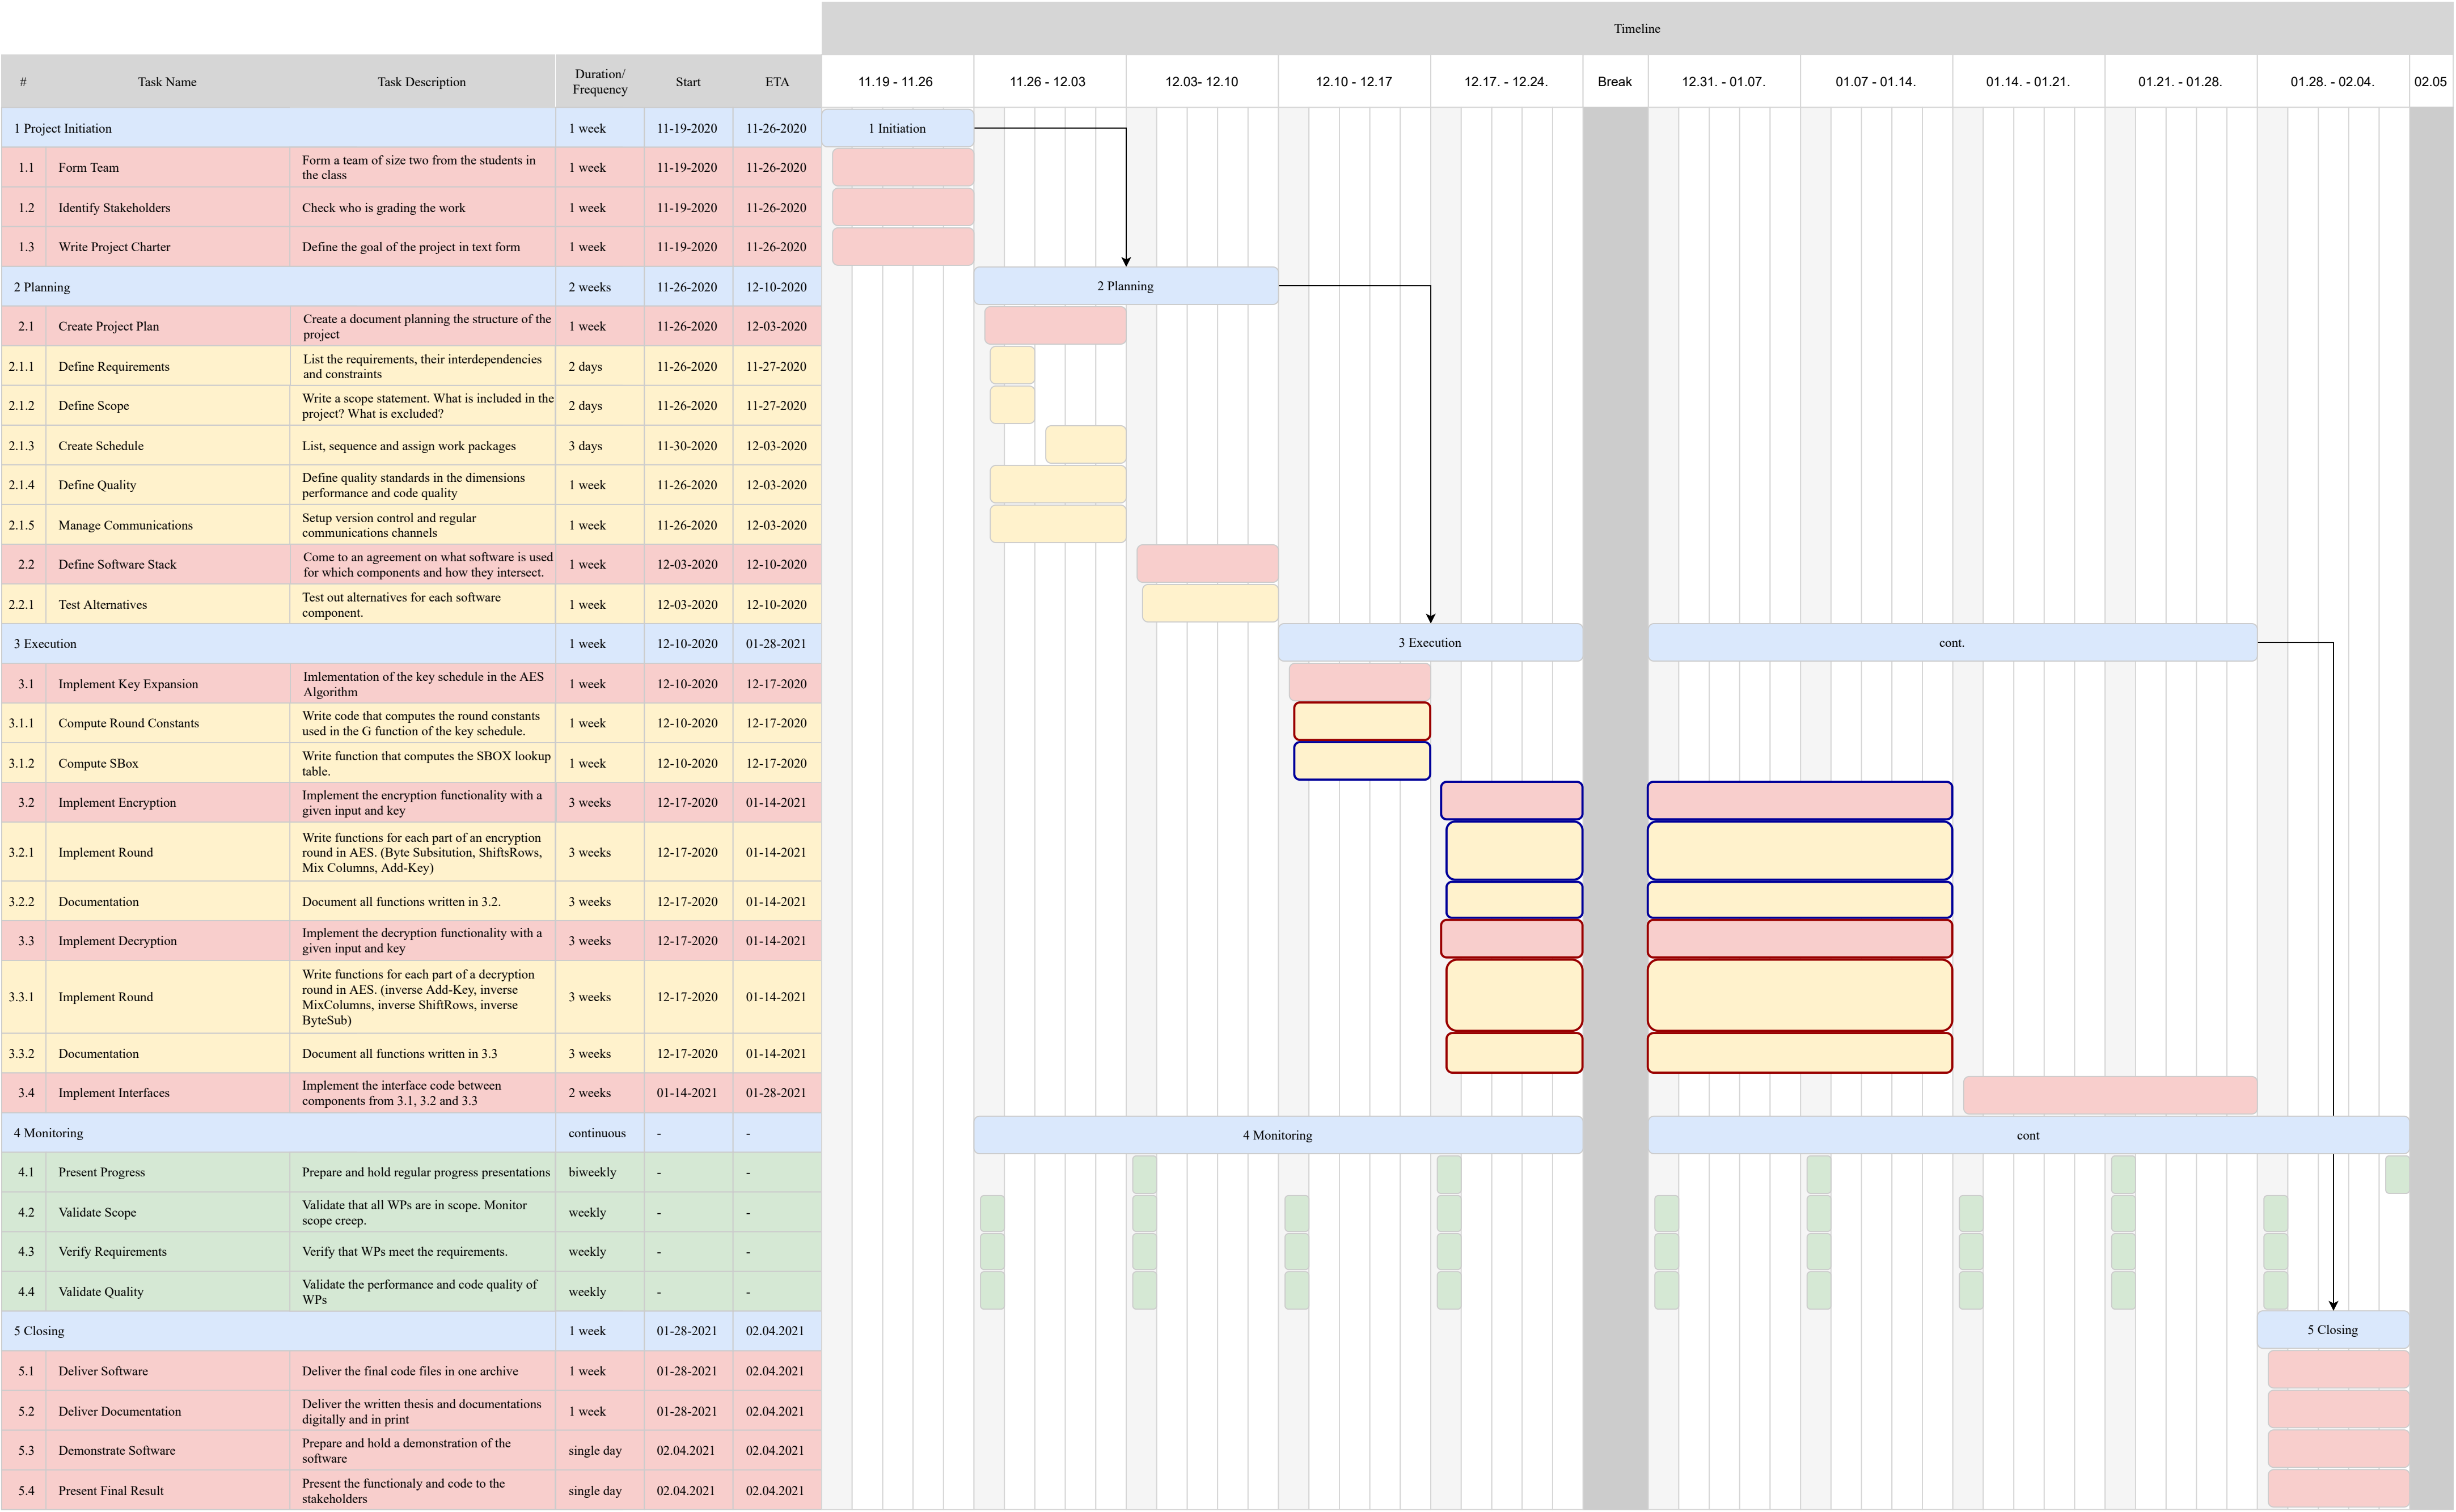 Timeline
# Task Name Task Description Duration/ Start ETA 11.19 - 11.26 11.26 - 12.03 12.03- 12.10 12.10 - 12.17 12.17. - 12.24. Break 12.31. - 01.07. 01.07 - 01.14. 01.14. - 01.21. 01.21. - 01.28. 01.28. - 02.04. 02.05
Frequency
1 Project Initiation 1 week 11-19-2020 11-26-2020 1 Initiation
1.1 Form Team Form a team of size two from the students in 1 week 11-19-2020 11-26-2020
the class
1.2 Identify Stakeholders Check who is grading the work 1 week 11-19-2020 11-26-2020
1.3 Write Project Charter Define the goal of the project in text form 1 week 11-19-2020 11-26-2020
2 Planning 2 weeks 11-26-2020 12-10-2020 2 Planning
2.1 Create Project Plan Create a document planning the structure of the 1 week 11-26-2020 12-03-2020
project
2.1.1 Define Requirements List the requirements, their interdependencies 2 days 11-26-2020 11-27-2020
and constraints
2.1.2 Define Scope Write a scope statement. What is included in the 2 days 11-26-2020 11-27-2020
project? What is excluded?
2.1.3 Create Schedule List, sequence and assign work packages 3 days 11-30-2020 12-03-2020
2.1.4 Define Quality Define quality standards in the dimensions 1 week 11-26-2020 12-03-2020
performance and code quality
2.1.5 Manage Communications Setup version control and regular 1 week 11-26-2020 12-03-2020
communications channels
2.2 Define Software Stack Come to an agreement on what software is used 1 week 12-03-2020 12-10-2020
for which components and how they intersect.
2.2.1 Test Alternatives Test out alternatives for each software 1 week 12-03-2020 12-10-2020
component.
3 Execution 1 week 12-10-2020 01-28-2021 3 Execution cont.
3.1 Implement Key Expansion Imlementation of the key schedule in the AES 1 week 12-10-2020 12-17-2020
Algorithm
3.1.1 Compute Round Constants Write code that computes the round constants 1 week 12-10-2020 12-17-2020
used in the G function of the key schedule.
3.1.2 Compute SBox Write function that computes the SBOX lookup 1 week 12-10-2020 12-17-2020
table.
3.2 Implement Encryption Implement the encryption functionality with a 3 weeks 12-17-2020 01-14-2021
given input and key
3.2.1 Implement Round Write functions for each part of an encryption 3 weeks 12-17-2020 01-14-2021
round in AES. (Byte Subsitution, ShiftsRows,
Mix Columns, Add-Key)
3.2.2 Documentation Document all functions written in 3.2. 3 weeks 12-17-2020 01-14-2021
3.3 Implement Decryption Implement the decryption functionality with a 3 weeks 12-17-2020 01-14-2021
given input and key
3.3.1 Implement Round Write functions for each part of a decryption 3 weeks 12-17-2020 01-14-2021
round in AES. (inverse Add-Key, inverse
MixColumns, inverse ShiftRows, inverse
ByteSub)
3.3.2 Documentation Document all functions written in 3.3 3 weeks 12-17-2020 01-14-2021
3.4 Implement Interfaces Implement the interface code between 2 weeks 01-14-2021 01-28-2021
components from 3.1, 3.2 and 3.3
4 Monitoring continuous - - 4 Monitoring cont
4.1 Present Progress Prepare and hold regular progress presentations biweekly - -
4.2 Validate Scope Validate that all WPs are in scope. Monitor weekly - -
scope creep.
4.3 Verify Requirements Verify that WPs meet the requirements. weekly - -
4.4 Validate Quality Validate the performance and code quality of weekly - -
WPs
5 Closing 1 week 01-28-2021 02.04.2021 5 Closing
5.1 Deliver Software Deliver the final code files in one archive 1 week 01-28-2021 02.04.2021
5.2 Deliver Documentation Deliver the written thesis and documentations 1 week 01-28-2021 02.04.2021
digitally and in print
5.3 Demonstrate Software Prepare and hold a demonstration of the single day 02.04.2021 02.04.2021
software
5.4 Present Final Result Present the functionaly and code to the single day 02.04.2021 02.04.2021
stakeholders